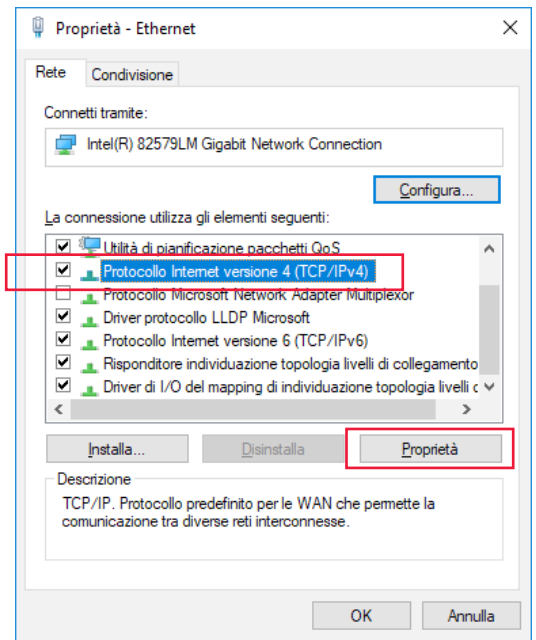 Proprietà - Ethernet
Rete Condivisione
Connetti tramite:
Intel(R) 82579LM Gigabit Network Connection
Configura...
La connessione utilizza gli elementi seguenti:
Utilità di pianificazione pacchetti QoS
Protocollo Internet versione 4 (TCP/IPv4)
Protocollo Microsoft Network Adapter Multiplexor
Driver protocollo LLDP Microsoft
Protocollo Internet versione 6 (TCP/IPv6)
Risponditore individuazione topologia livelli di collegamento
Driver di I/O del mapping di individuazione topologia livelli
Installa... Disinstalla Proprietà
Descrizione
TCP/IP. Protocollo predefinito per le WAN che permette la
comunicazione tra diverse reti interconnesse.
OK Annulla